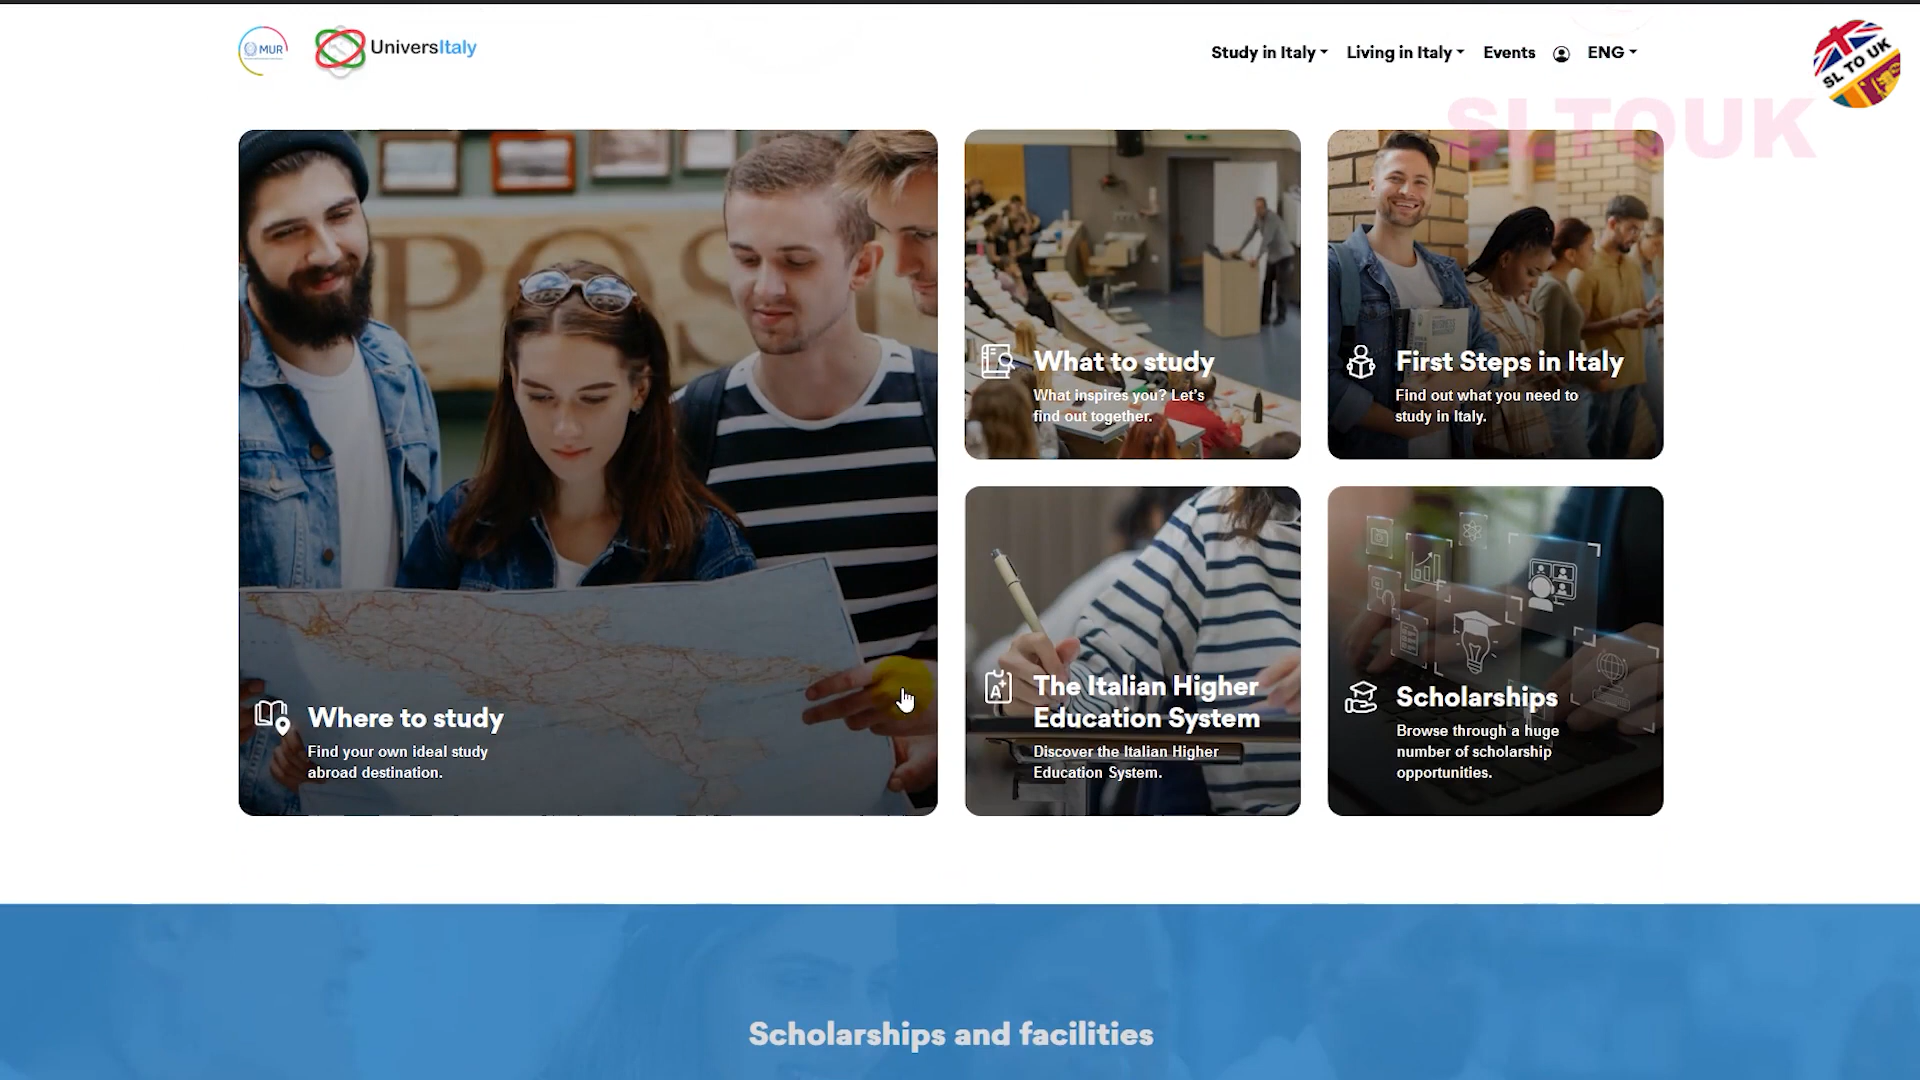 MUR
UniversItaly
Study in Italy
Living in Italy
Events
ENG
SL TO UK
SLTOUK
POS
What to study
What inspires you? Let's
find out together.
First Steps in Italy
Find out what you need to
study in Italy.
Where to study
Find your own ideal study
abroad destination.
The Italian Higher
Education System
Discover the Italian Higher
Education System.
Scholarships
Browse through a huge
number of scholarship
opportunities.
Scholarships and facilities